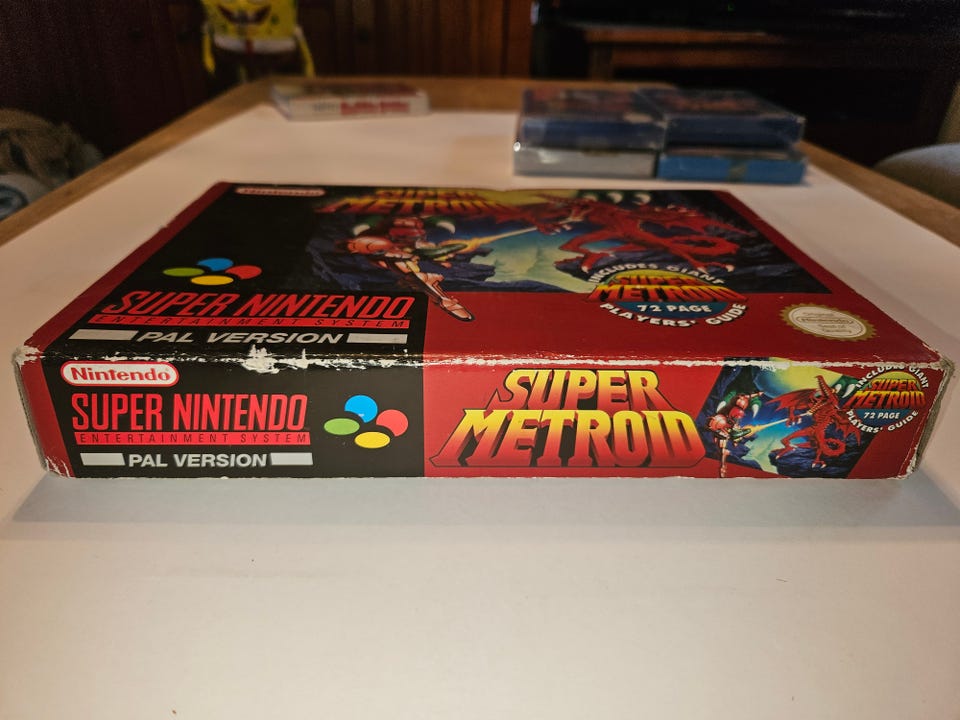 Nintendo
SUPER
METROID
SUPER NINTENDO
ENTERTAINMENT SYSTEM
PAL VERSION
INCLUDES GIANT
SUPER
METROID
72 PAGE
PLAYERS' GUIDE
Nintendo
SUPER NINTENDO
ENTERTAINMENT SYSTEM
PAL VERSION
SUPER
METROID
INCLUDES GIANT
SUPER
METROID
72 PAGE
PLAYERS' GUIDE